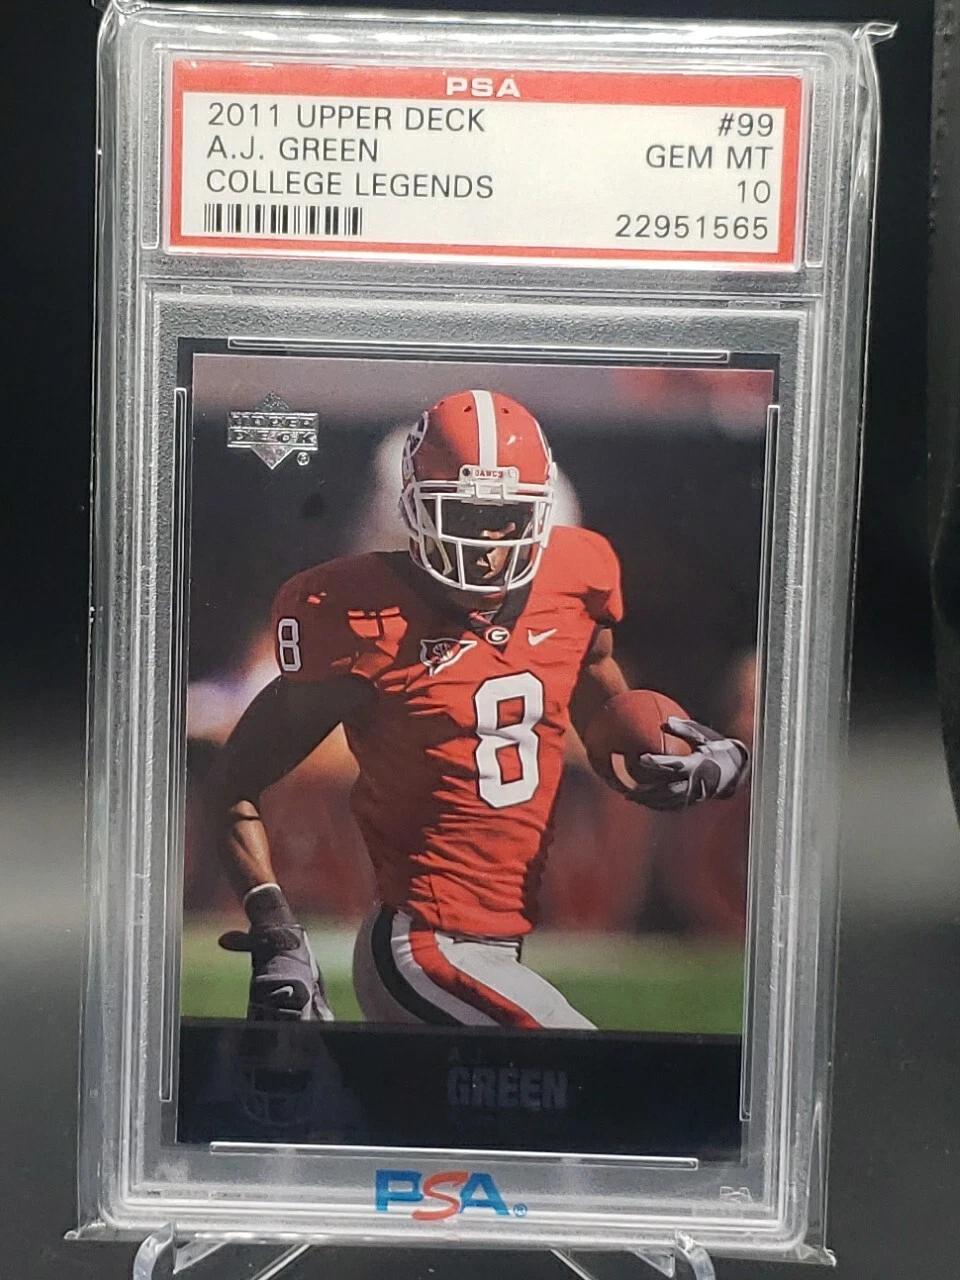 PSA
2011 UPPER DECK #99
A.J. GREEN GEM MT
COLLEGE LEGENDS 10
22951565
UPPER
DECK
®
DAWGS
8
G
8
A.J.
GREEN
PSA®